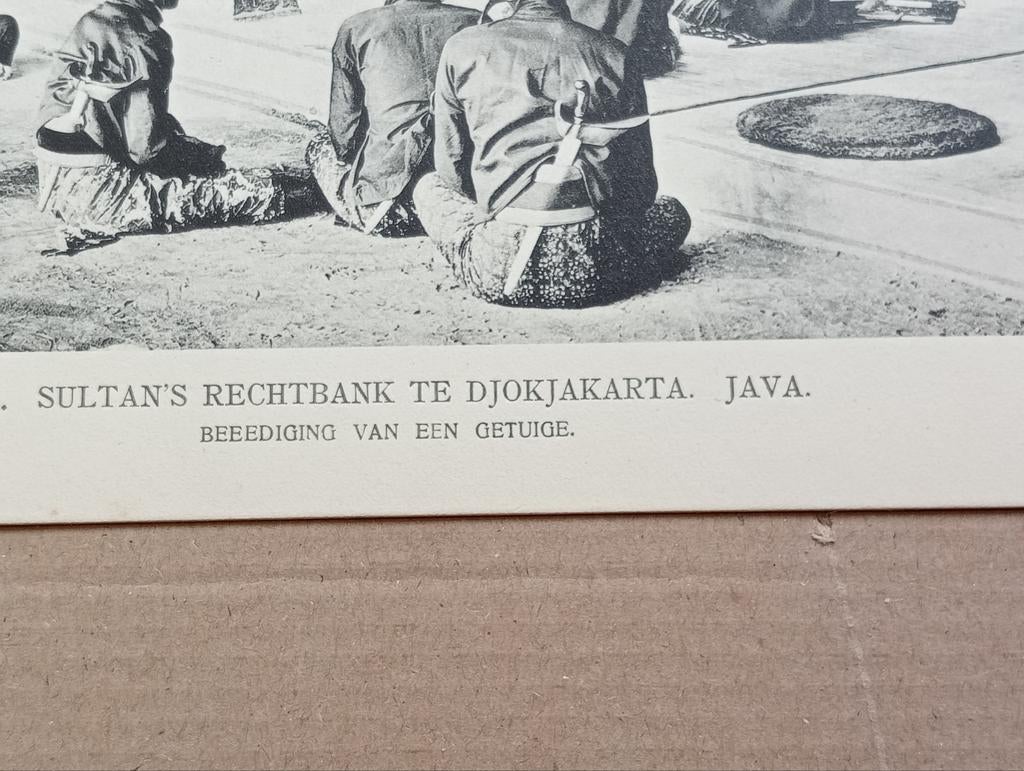 . SULTAN'S RECHTBANK TE DJOKJAKARTA. JAVA.
BEEEDIGING VAN EEN GETUIGE.